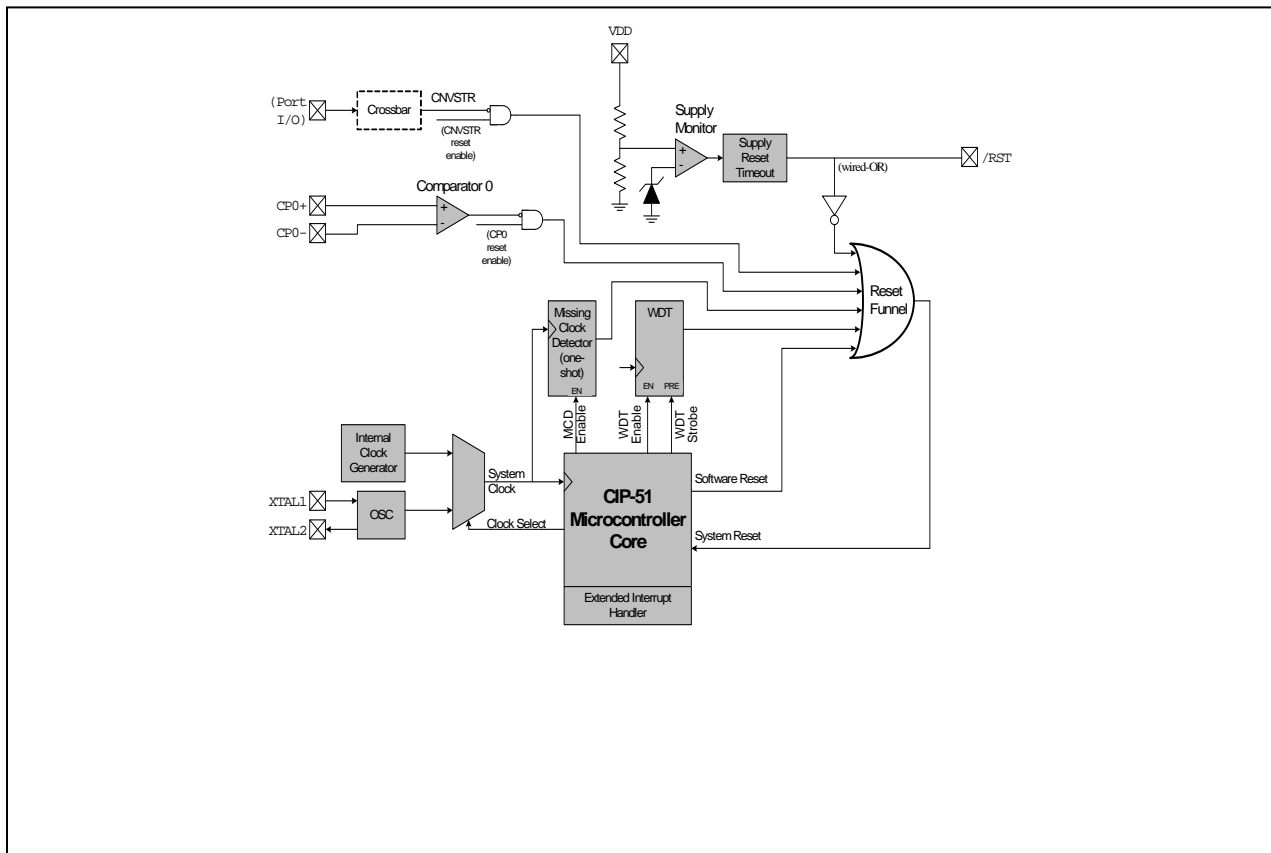 VDD
(Port
I/O)
Crossbar
CNVSTR
(CNVSTR
reset
enable)
Supply
Monitor
+
-
Supply
Reset
Timeout
(wired-OR)
/RST
Comparator 0
CP0+
CP0-
+
-
(CP0
reset
enable)
Reset
Funnel
Missing
Clock
Detector
(one-
shot)
EN
WDT
EN
PRE
MCD
Enable
WDT
Enable
WDT
Strobe
Internal
Clock
Generator
System
Clock
XTAL1
XTAL2
OSC
Clock Select
CIP-51
Microcontroller
Core
Software Reset
System Reset
Extended Interrupt
Handler